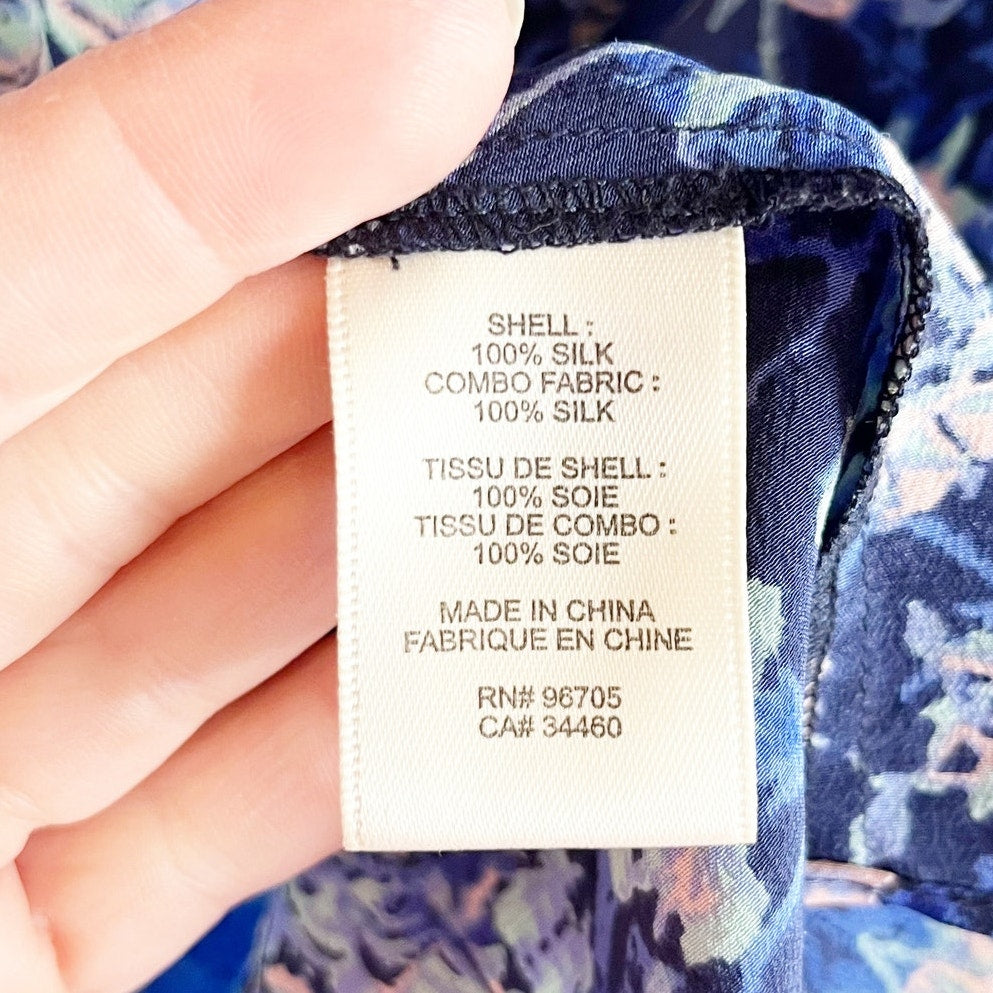 SHELL :
100% SILK
COMBO FABRIC :
100% SILK
TISSU DE SHELL :
100% SOIE
TISSU DE COMBO :
100% SOIE
MADE IN CHINA
FABRIQUE EN CHINE
RN# 96705
CA# 34460